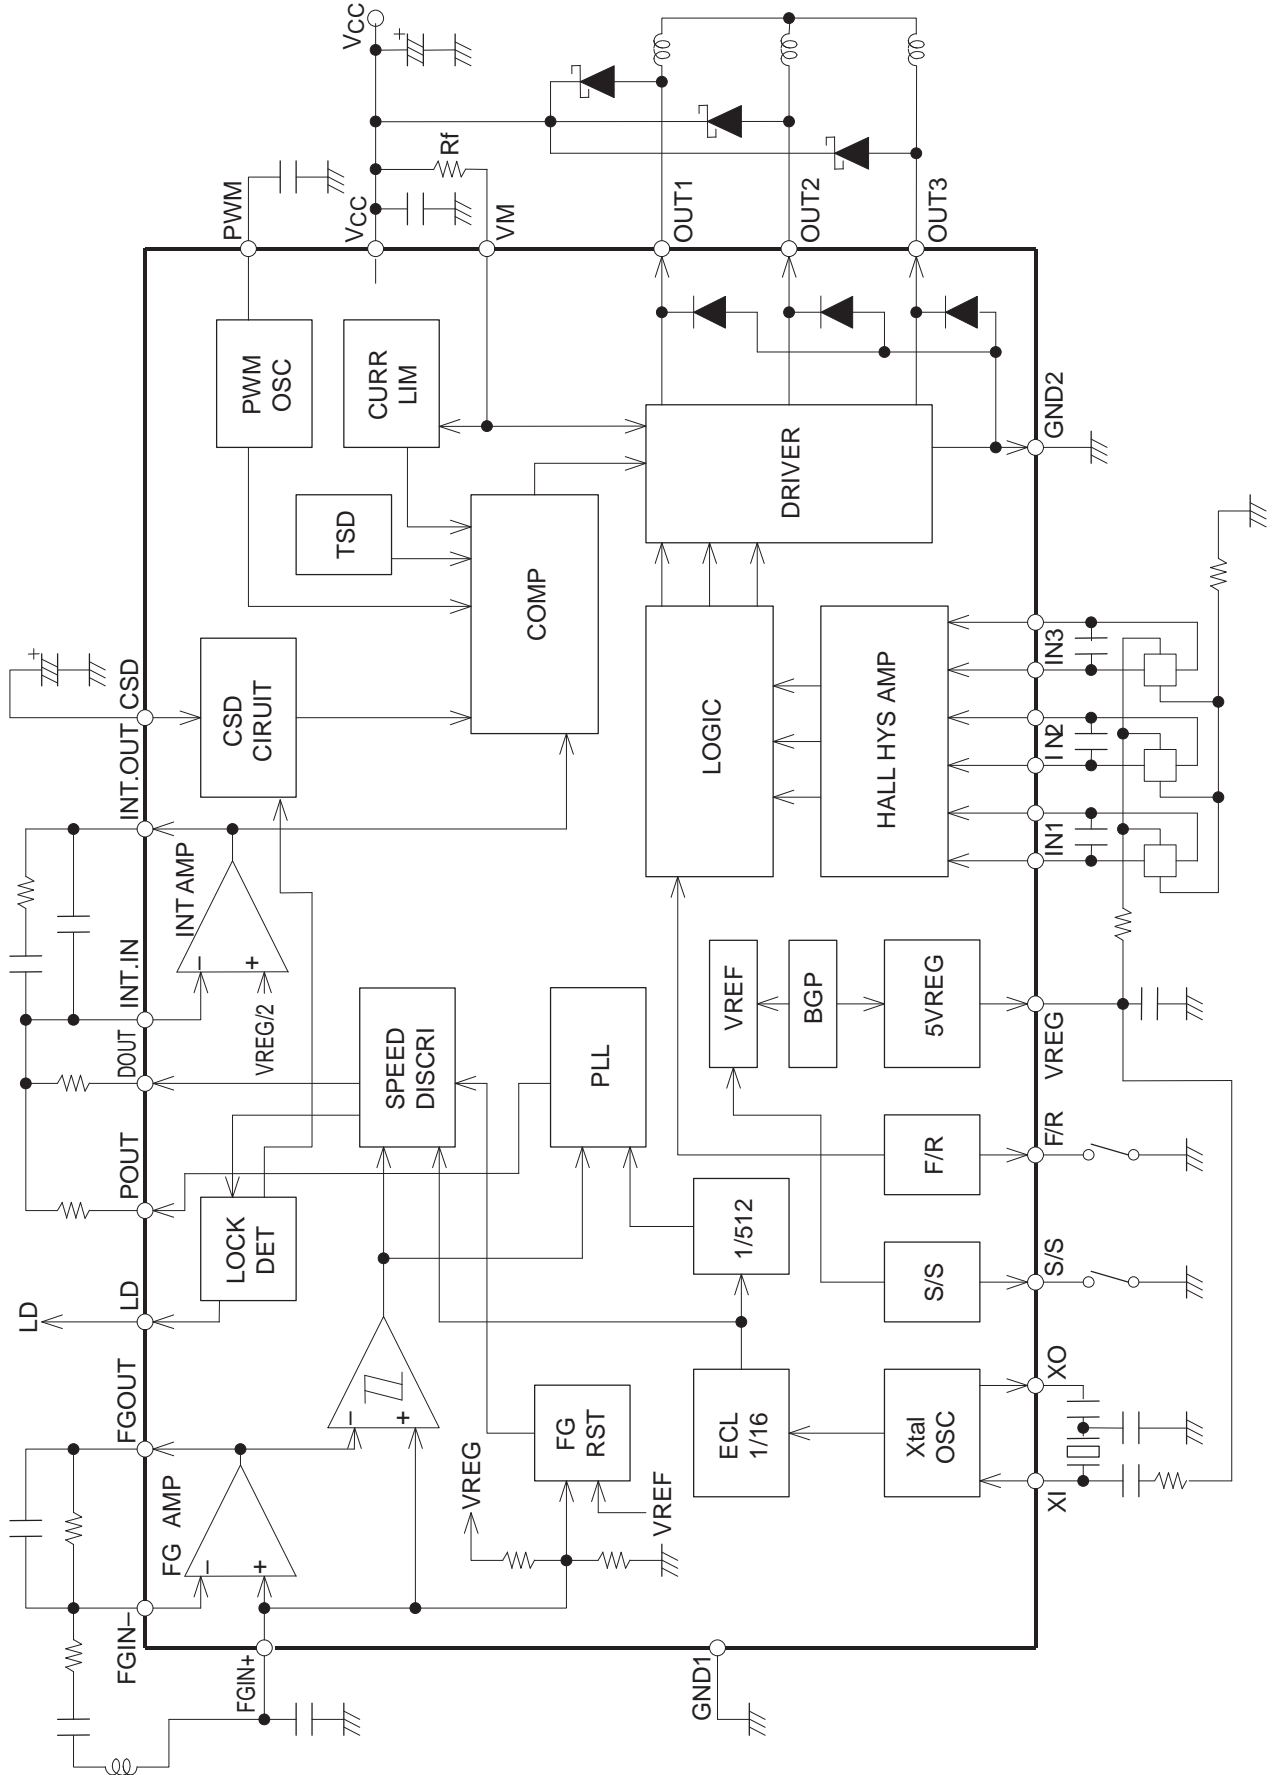 LD
FGIN–
FGOUT
LD
POUT
DOUT
INT.IN
INT.OUT
CSD
+
FGIN+
FG AMP
–
+
LOCK
DET
INT AMP
–
+
VREG/2
CSD
CIRUIT
PWM
OSC
PWM
VCC
VCC
+
TSD
CURR
LIM
Rf
VM
–
+
SPEED
DISCRI
COMP
VREG
VREF
FG
RST
PLL
DRIVER
OUT1
OUT2
OUT3
GND1
ECL
1/16
1/512
VREF
BGP
LOGIC
Xtal
OSC
S/S
F/R
5VREG
HALL HYS AMP
GND2
XI
XO
S/S
F/R
VREG
IN1
IN2
IN3